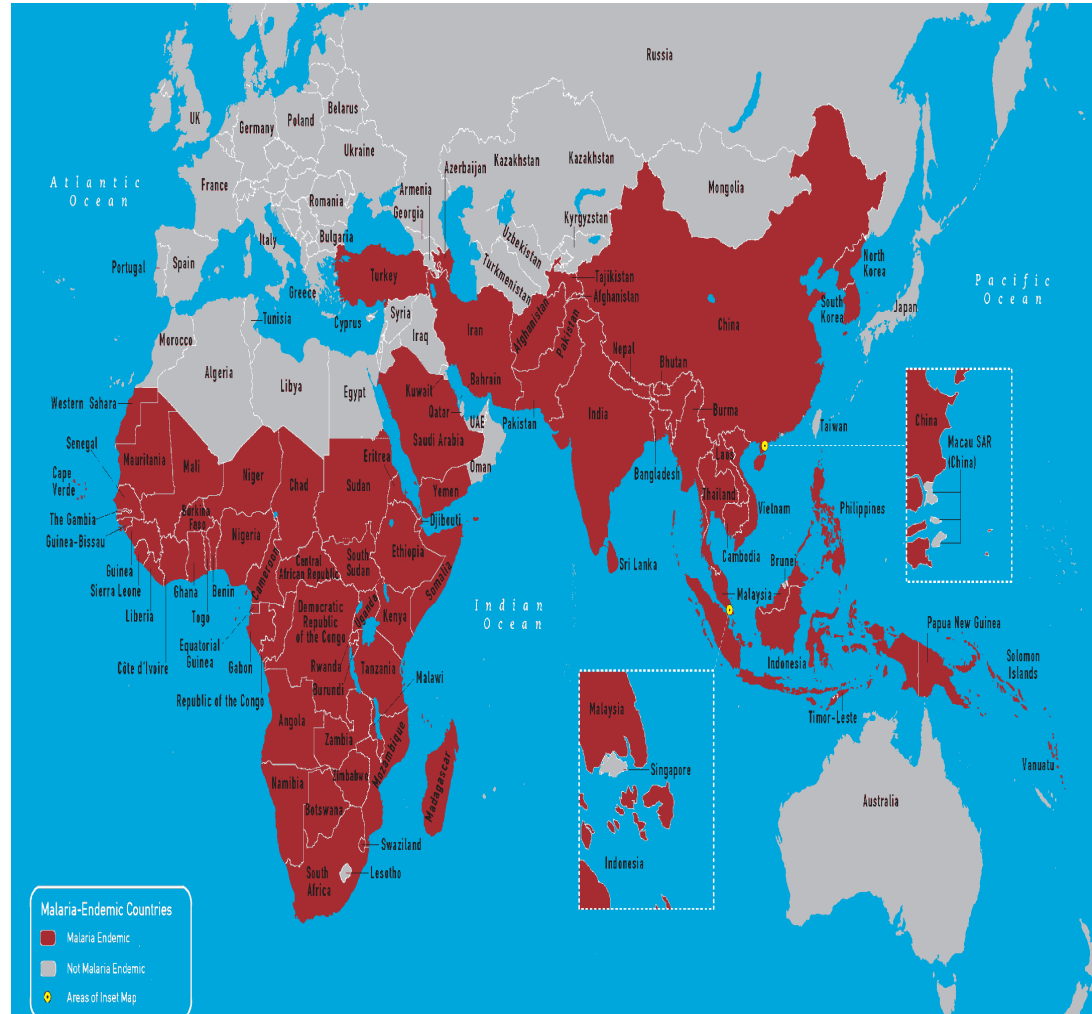 Russia
UK
Belarus
Germany
Poland
Ukraine
Azerbaijan
Kazakhstan
Kazakhstan
Atlantic
Ocean
France
Armenia
Mongolia
Romania
Georgia
Kyrgyzstan
Italy
Bulgaria
Uzbekistan
North
Korea
Portugal
Spain
Turkey
Turkmenistan
Tajikistan
Afghanistan
Pacific
Ocean
Greece
South
Korea
Japan
Tunisia
Cyprus
Syria
Iran
Afghanistan
Pakistan
China
Morocco
Iraq
Nepal
Bhutan
Algeria
Libya
Egypt
Kuwait
Bahrain
Western Sahara
Qatar
UAE
Pakistan
India
Burma
China
Taiwan
Senegal
Saudi Arabia
Macau SAR
(China)
Mauritania
Mali
Niger
Eritrea
Oman
Laos
Cape
Verde
Chad
Sudan
Bangladesh
Yemen
Thailand
Vietnam
Philippines
The Gambia
Burkina
Faso
Djibouti
Guinea-Bissau
Nigeria
Ethiopia
Cambodia
Brunei
Guinea
Cameroon
Central
African Republic
South
Sudan
Somalia
Sri Lanka
Sierra Leone
Ghana
Benin
Malaysia
Liberia
Togo
Democratic
Republic
of the Congo
Uganda
Kenya
Indian
Ocean
Papua New Guinea
Equatorial
Guinea
Rwanda
Tanzania
Indonesia
Solomon
Islands
Côte d'Ivoire
Gabon
Malawi
Republic of the Congo
Burundi
Angola
Malaysia
Timor-Leste
Zambia
Mozambique
Singapore
Vanuatu
Namibia
Zimbabwe
Madagascar
Australia
Botswana
Swaziland
Indonesia
South
Africa
Lesotho
Malaria-Endemic Countries
Malaria Endemic
Not Malaria Endemic
Areas of Inset Map